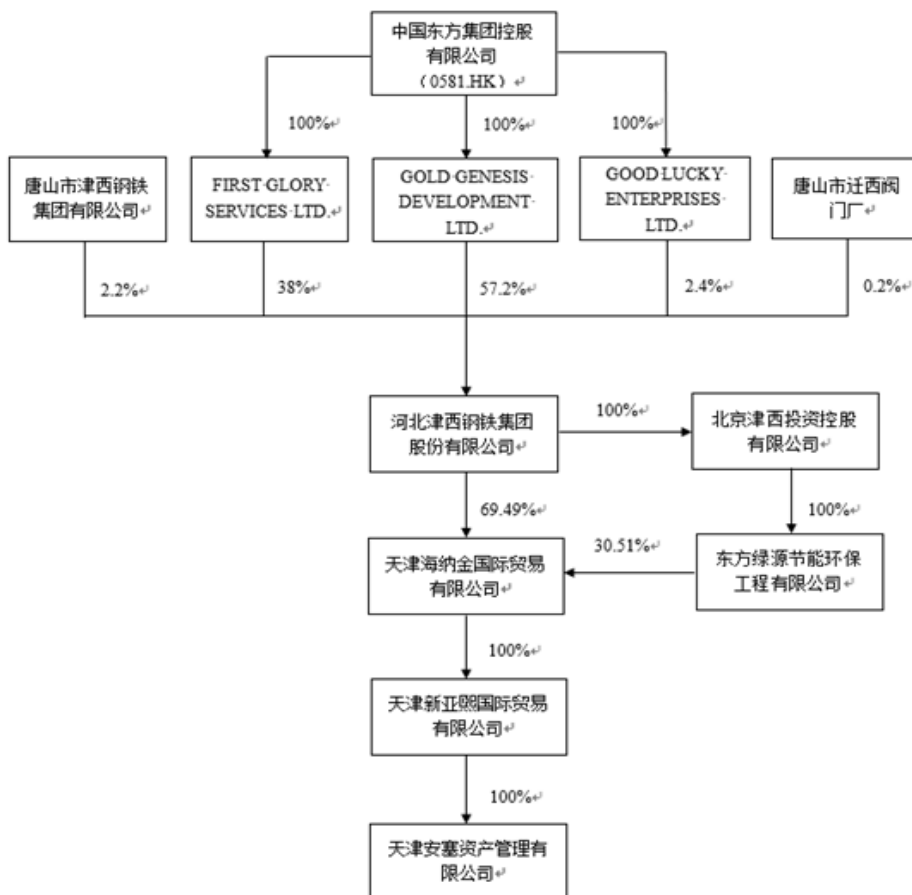 中国东方集团控股
有限公司
（0581.HK）↵
100%↵
100%↵
100%↵
唐山市津西钢铁
集团有限公司↵
FIRST·GLORY·
SERVICES·LTD.↵
GOLD·GENESIS·
DEVELOPMENT·
LTD.↵
GOOD·LUCKY·
ENTERPRISES·
LTD.↵
唐山市迁西阀
门厂↵
2.2%↵
38%↵
57.2%↵
2.4%↵
0.2%↵
河北津西钢铁集团
股份有限公司↵
100%↵
北京津西投资控股
有限公司↵
69.49%↵
100%↵
天津海纳金国际贸易
有限公司↵
30.51%↵
东方绿源节能环保
工程有限公司↵
100%↵
天津新亚熙国际贸易
有限公司↵
100%↵
天津安塞资产管理有
限公司↵